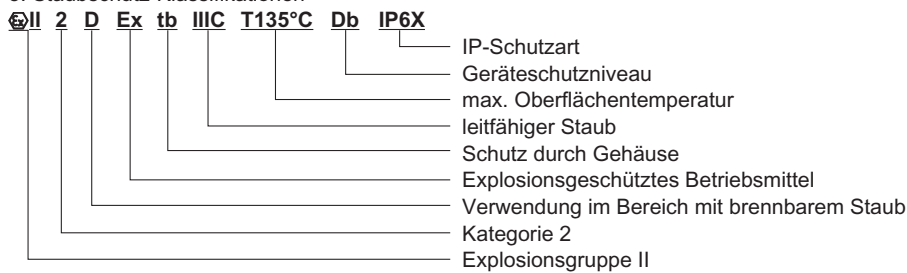 II 2 D Ex tb IIIC T135°C Db IP6X
IP-Schutzart
Geräteschutzniveau
max. Oberflächentemperatur
leitfähiger Staub
Schutz durch Gehäuse
Explosionsgeschütztes Betriebsmittel
Verwendung im Bereich mit brennbarem Staub
Kategorie 2
Explosionsgruppe II